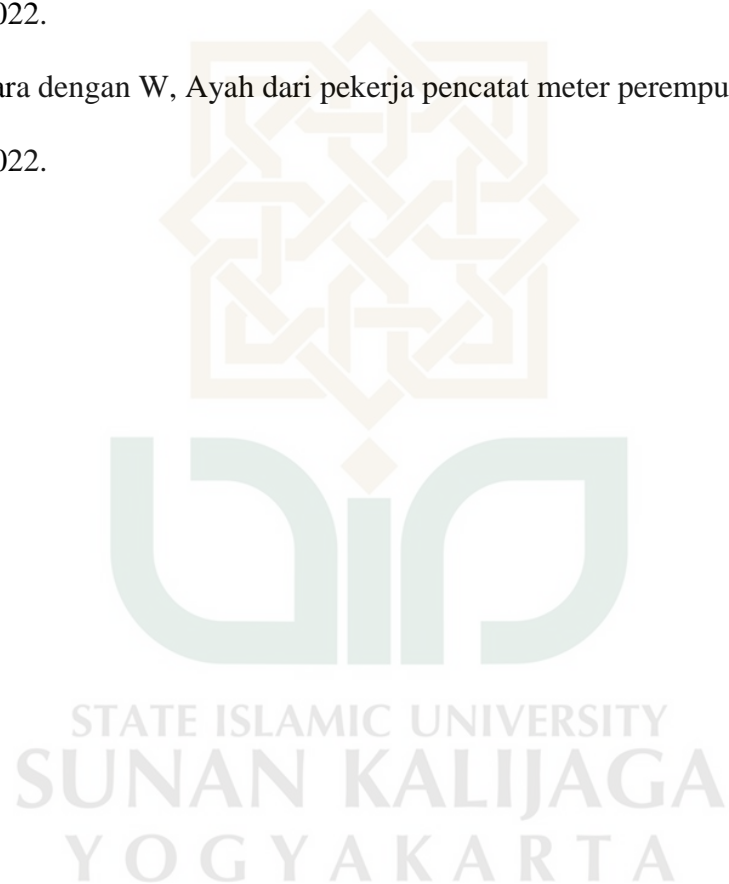 022.
ara dengan W, Ayah dari pekerja pencatat meter perempu
022.
STATE ISLAMIC UNIVERSITY
SUNAN KALIJAGA
YOGYAKARTA